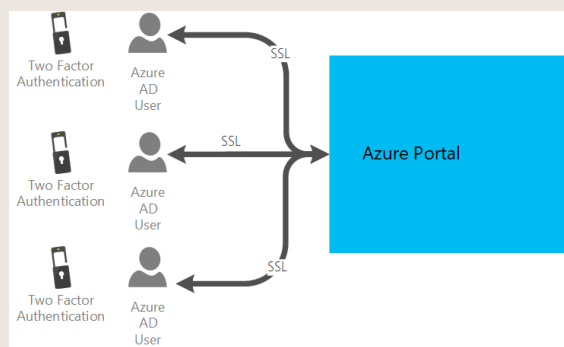 SSL
Two Factor
Authentication
Azure
AD
User
SSL
Azure Portal
Two Factor
Authentication
Azure
AD
User
SSL
Two Factor
Authentication
Azure
AD
User